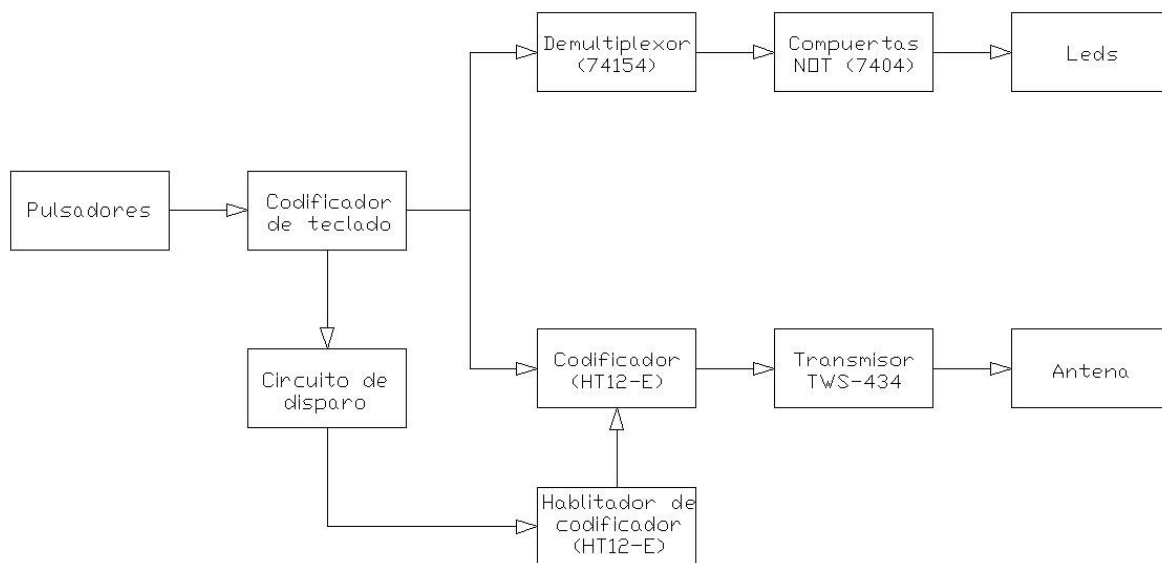 Demultiplexor
(74154)
Compuertas
NOT (7404)
Leds
Pulsadores
Codificador
de teclado
Circuito de
disparo
Codificador
(HT12-E)
Transmisor
TWS-434
Antena
Hablitador de
codificador
(HT12-E)